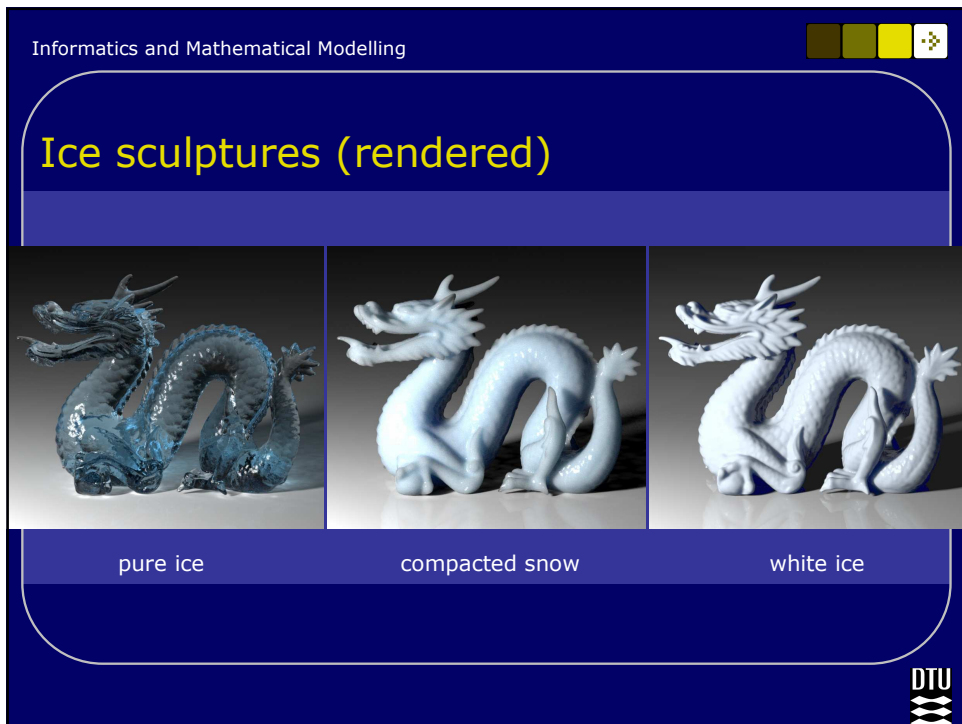 Informatics and Mathematical Modelling
Ice sculptures (rendered)
pure ice
compacted snow
white ice
DTU